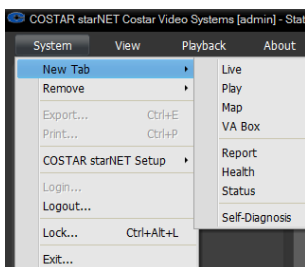 COSTAR starNET Costar Video Systems [admin] - Stat
System View Playback About
New Tab
Remove
Export... Ctrl+E
Print... Ctrl+P
COSTAR starNET Setup
Login...
Logout...
Lock... Ctrl+Alt+L
Exit...
Live
Play
Map
VA Box
Report
Health
Status
Self-Diagnosis